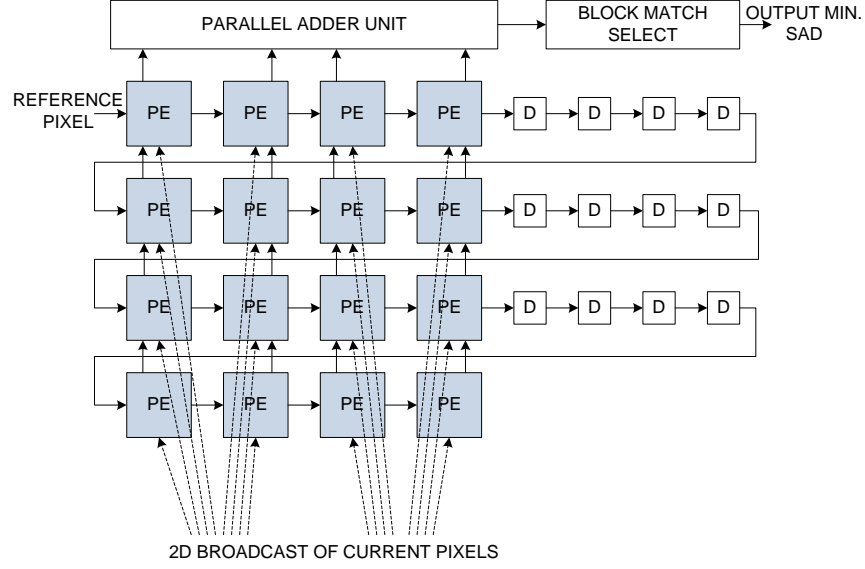 PARALLEL ADDER UNIT
BLOCK MATCH
SELECT
OUTPUT MIN.
SAD
REFERENCE
PIXEL
PE PE PE PE D D D D
PE PE PE PE D D D D
PE PE PE PE D D D D
PE PE PE PE
2D BROADCAST OF CURRENT PIXELS